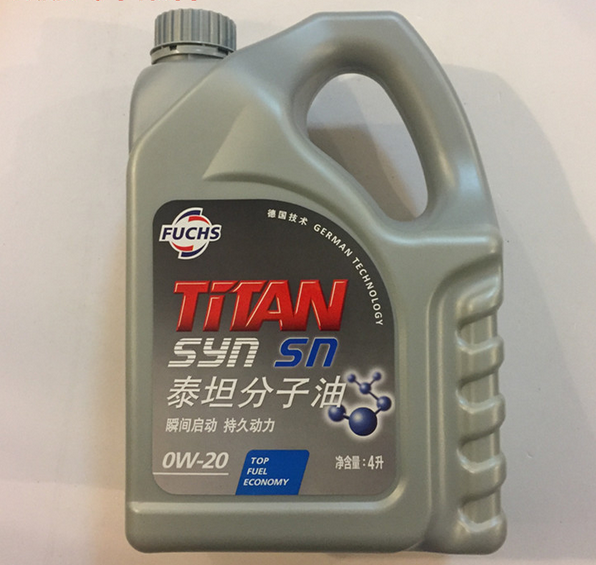 德国技术 GERMAN TECHNOLOGY
FUCHS
TITAN
syn sn
泰坦分子油
瞬间启动 持久动力
0W-20
TOP
FUEL
ECONOMY
净含量:4升